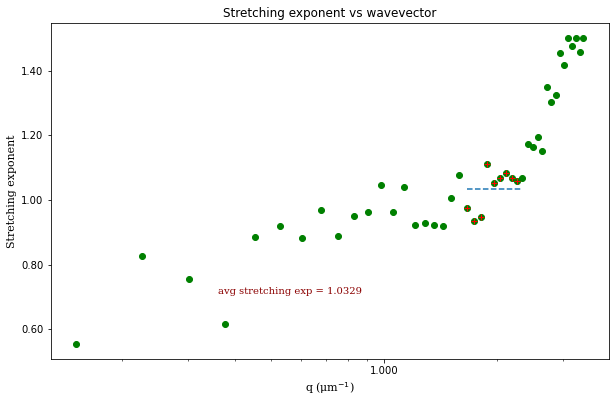 Stretching exponent vs wavevector
1.40
1.20
1.00
0.80
0.60
Stretching exponent
avg stretching exp = 1.0329
1.000
q (μm⁻¹)